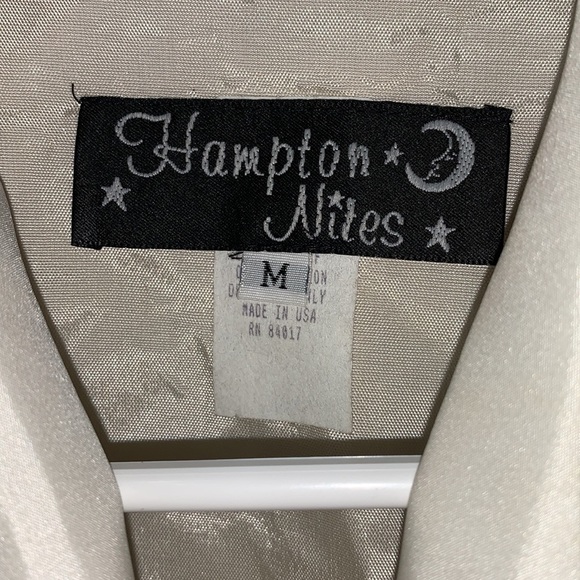 Hampton
Nites
M
MADE IN USA
RN 84017